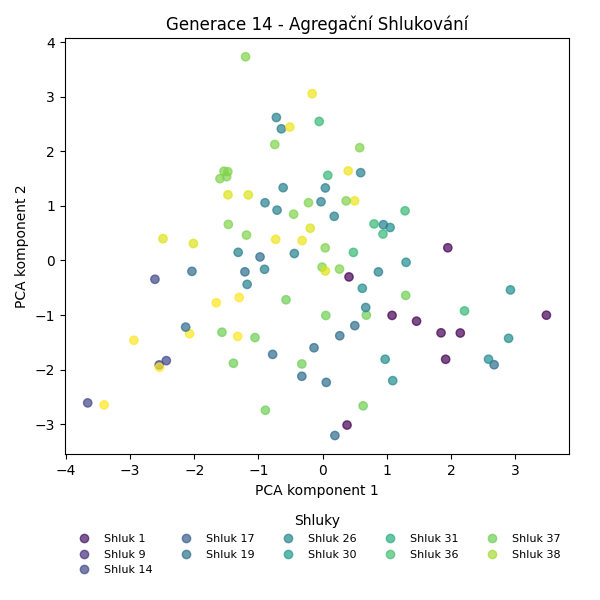 Generace 14 - Agregační Shlukování
PCA komponent 2
4
3
2
1
0
−1
−2
−3
−4 −3 −2 −1 0 1 2 3
PCA komponent 1
Shluky
Shluk 1 Shluk 17 Shluk 26 Shluk 31 Shluk 37
Shluk 9 Shluk 19 Shluk 30 Shluk 36 Shluk 38
Shluk 14